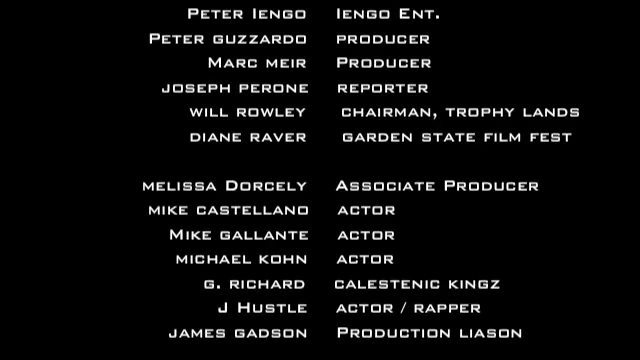 Peter Iengo Iengo Ent.
Peter guzzardo producer
Marc meir Producer
Joseph Perone reporter
will Rowley chairman, trophy lands
diane Raver garden state film fest
melissa Dorcely Associate Producer
mike castellano actor
Mike gallante actor
michael kohn actor
g. richard calestenic kingz
J Hustle actor / rapper
james gadson Production liason